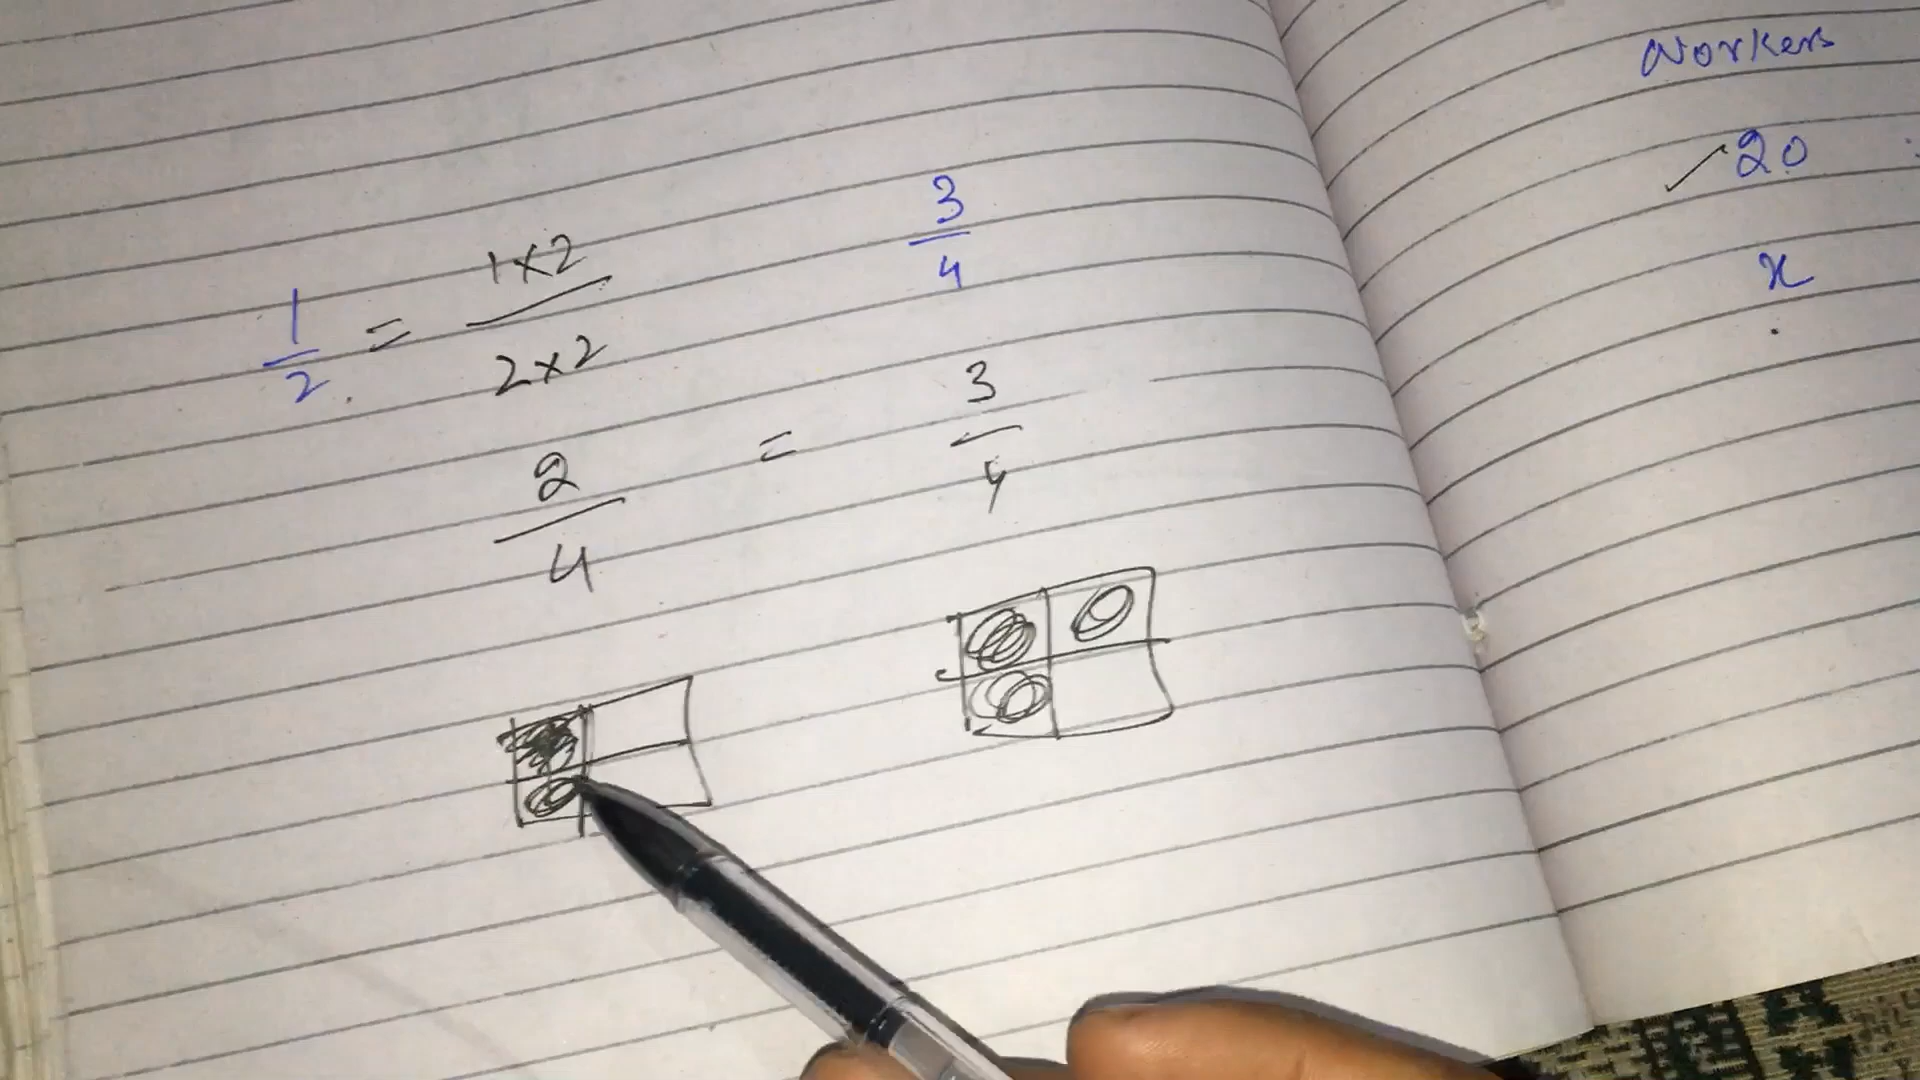 1/2 = 1×2/2×2
3/4
2/4 = 3/4
Workers
20
x